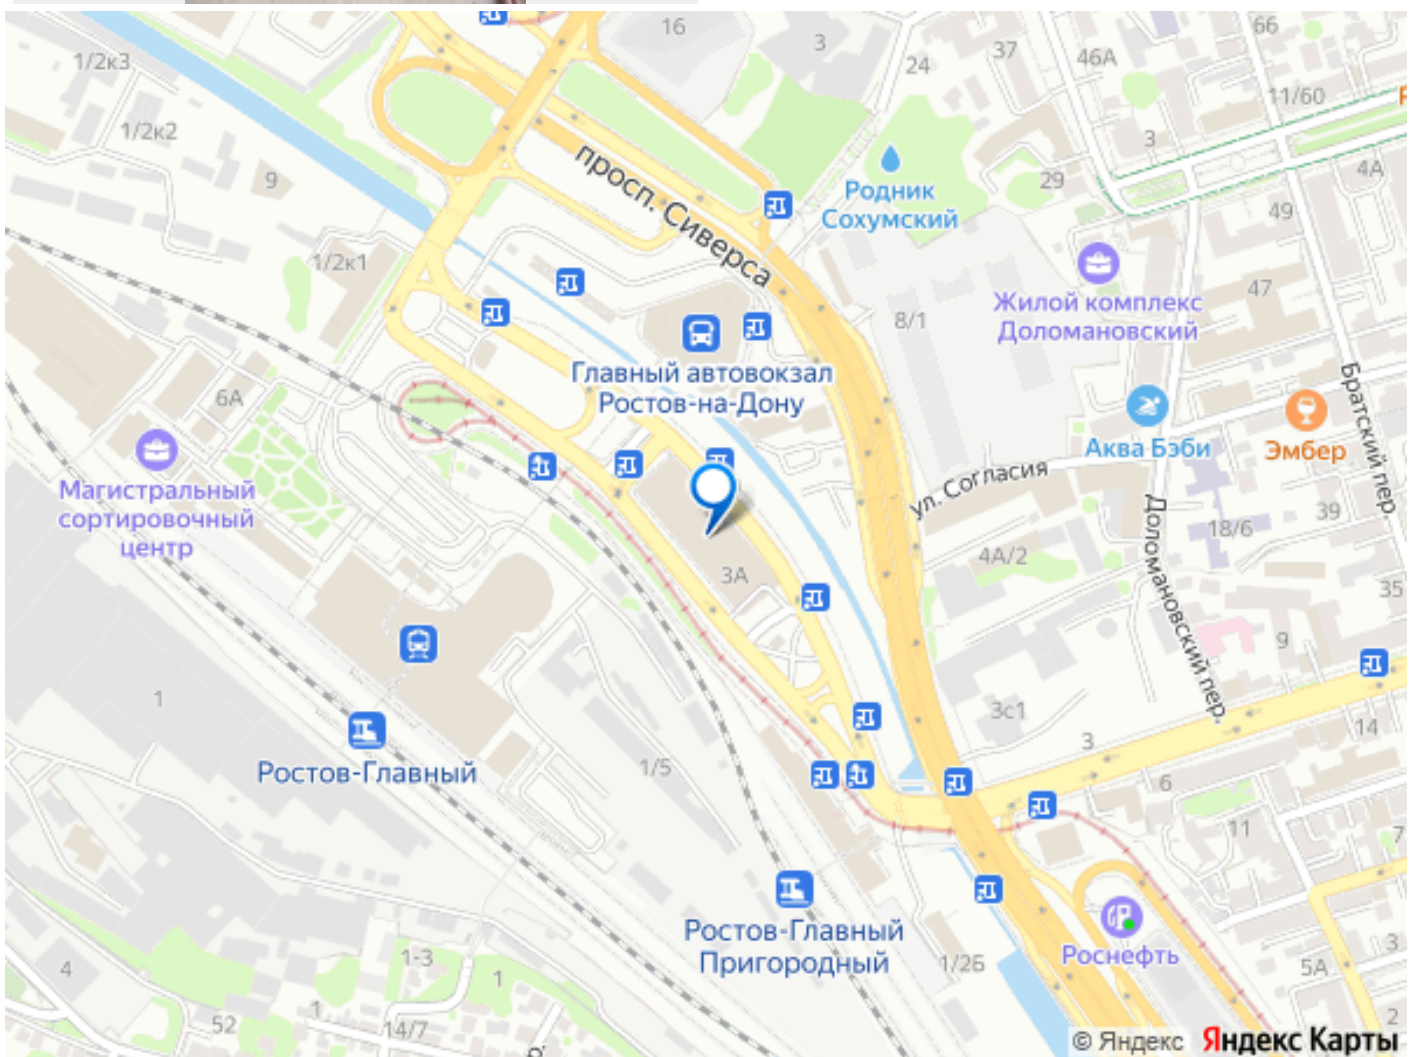 16
3
66
37
46А
24
1/2к3
11/60
1/2к2
3
4А
9
29
просп. Сиверса
Родник
Сохумский
49
1/2к1
47
Жилой комплекс
Доломановский
8/1
Главный автовокзал
Ростов-на-Дону
Братский пер.
6А
Аква Бэби
Эмбер
ул. Согласия
Магистральный
сортировочный
центр
Доломановский пер.
39
18/6
4А/2
3А
35
9
1
3с1
14
3
Ростов-Главный
1/5
6
11
7
Ростов-Главный
Пригородный
Роснефть
1/2Б
3
5А
4
1-3
1
1
52
14/7
2
© Яндекс Яндекс Карты